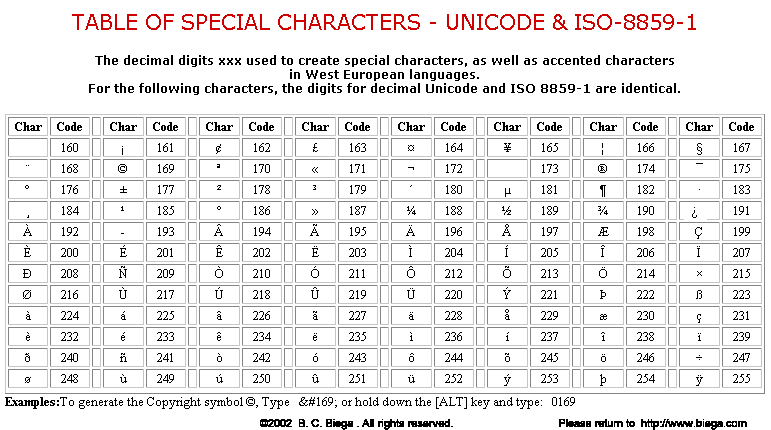 TABLE OF SPECIAL CHARACTERS - UNICODE & ISO-8859-1
The decimal digits xxx used to create special characters, as well as accented characters
in West European languages.
For the following characters, the digits for decimal Unicode and ISO 8859-1 are identical.
Char Code Char Code Char Code Char Code Char Code Char Code Char Code Char Code
160 ¡ 161 ¢ 162 £ 163 ¤ 164 ¥ 165 ¦ 166 § 167
¨ 168 © 169 ª 170 « 171 ¬ 172 173 ® 174 ¯ 175
° 176 ± 177 ² 178 ³ 179 ´ 180 µ 181 ¶ 182 · 183
¸ 184 ¹ 185 º 186 » 187 ¼ 188 ½ 189 ¾ 190 ¿ 191
À 192 - 193 Â 194 Ã 195 Ä 196 Å 197 Æ 198 Ç 199
È 200 É 201 Ê 202 Ë 203 Ì 204 Í 205 Î 206 Ï 207
Ð 208 Ñ 209 Ò 210 Ó 211 Ô 212 Õ 213 Ö 214 × 215
Ø 216 Ù 217 Ú 218 Û 219 Ü 220 Ý 221 Þ 222 ß 223
à 224 á 225 â 226 ã 227 ä 228 å 229 æ 230 ç 231
è 232 é 233 ê 234 ë 235 ì 236 í 237 î 238 ï 239
ð 240 ñ 241 ò 242 ó 243 ô 244 õ 245 ö 246 ÷ 247
ø 248 ù 249 ú 250 û 251 ü 252 ý 253 þ 254 ÿ 255
Examples:To generate the Copyright symbol ©, Type &#169; or hold down the [ALT] key and type: 0169
©2002 B. C. Biega . All rights reserved. Please return to http://www.biega.com